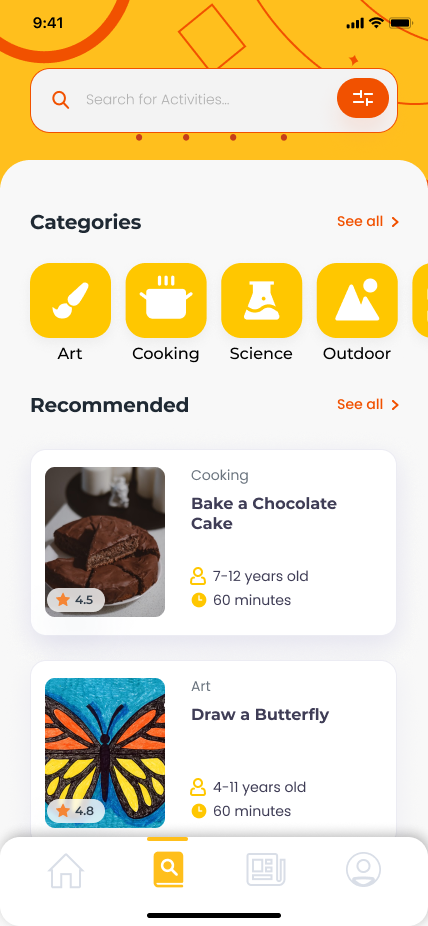 9:41
Search for Activities...
Categories
See all
Art
Cooking
Science
Outdoor
Recommended
See all
Cooking
Bake a Chocolate
Cake
7-12 years old
60 minutes
4.5
Art
Draw a Butterfly
4-11 years old
60 minutes
4.8